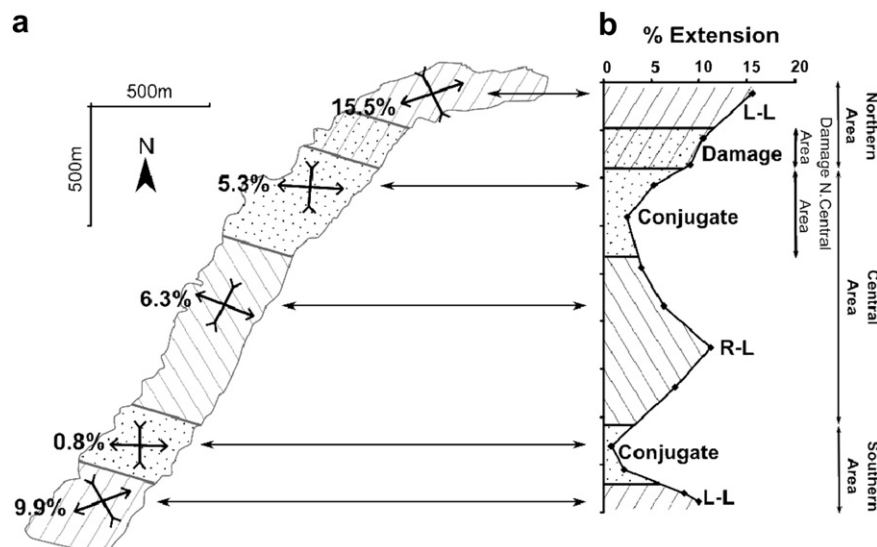 a
500m
500m
N
15.5%
5.3%
6.3%
0.8%
9.9%
b
% Extension
0 5 10 15 20
L-L
Damage
Conjugate
R-L
Conjugate
L-L
Area
Area
Damage N.Central
Northern
Area
Central
Area
Southern
Area